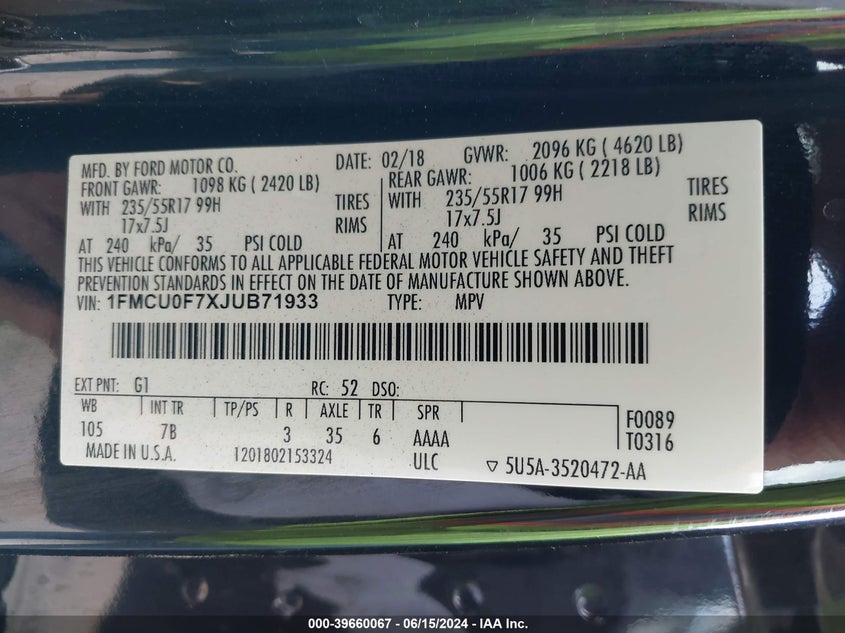 MFD. BY FORD MOTOR CO. DATE: 02/18 GVWR: 2096 KG ( 4620 LB)
FRONT GAWR: 1098 KG ( 2420 LB) REAR GAWR: 1006 KG ( 2218 LB)
WITH 235/55R17 99H TIRES WITH 235/55R17 99H TIRES
17x7.5J RIMS 17x7.5J RIMS
AT 240 kPa/ 35 PSI COLD AT 240 kPa/ 35 PSI COLD
THIS VEHICLE CONFORMS TO ALL APPLICABLE FEDERAL MOTOR VEHICLE SAFETY AND THEFT
PREVENTION STANDARDS IN EFFECT ON THE DATE OF MANUFACTURE SHOWN ABOVE.
VIN: 1FMCU0F7XJUB71933 TYPE: MPV
EXT PNT: G1 RC: 52 DSO:
WB INT TR TP/PS R AXLE TR SPR F0089
105 7B 3 35 6 AAAA T0316
MADE IN U.S.A. 1201802153324 ULC ▽ 5U5A-3520472-AA
000-39660067 - 06/15/2024 - IAA Inc.